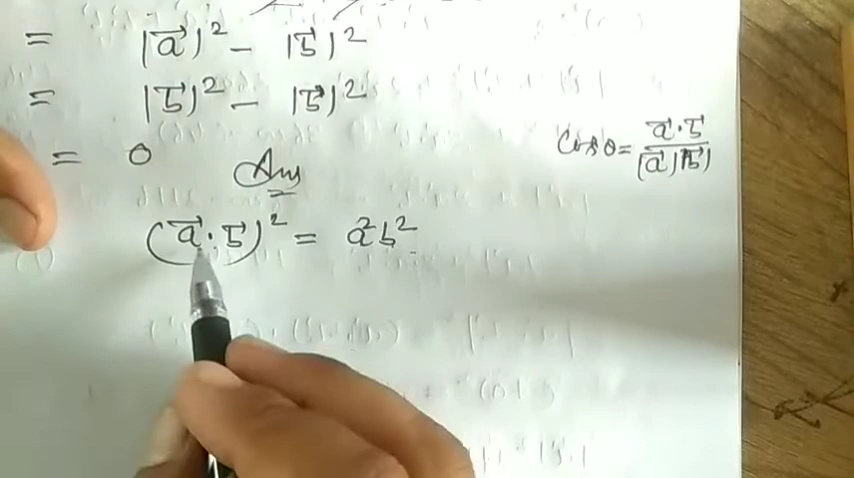 = |a⃗|² - |b⃗|²
= |b⃗|² - |b⃗|²
= 0 Ans
Cos θ = a⃗·b⃗ / |a⃗||b⃗|
(a⃗·b⃗)² = a²b²